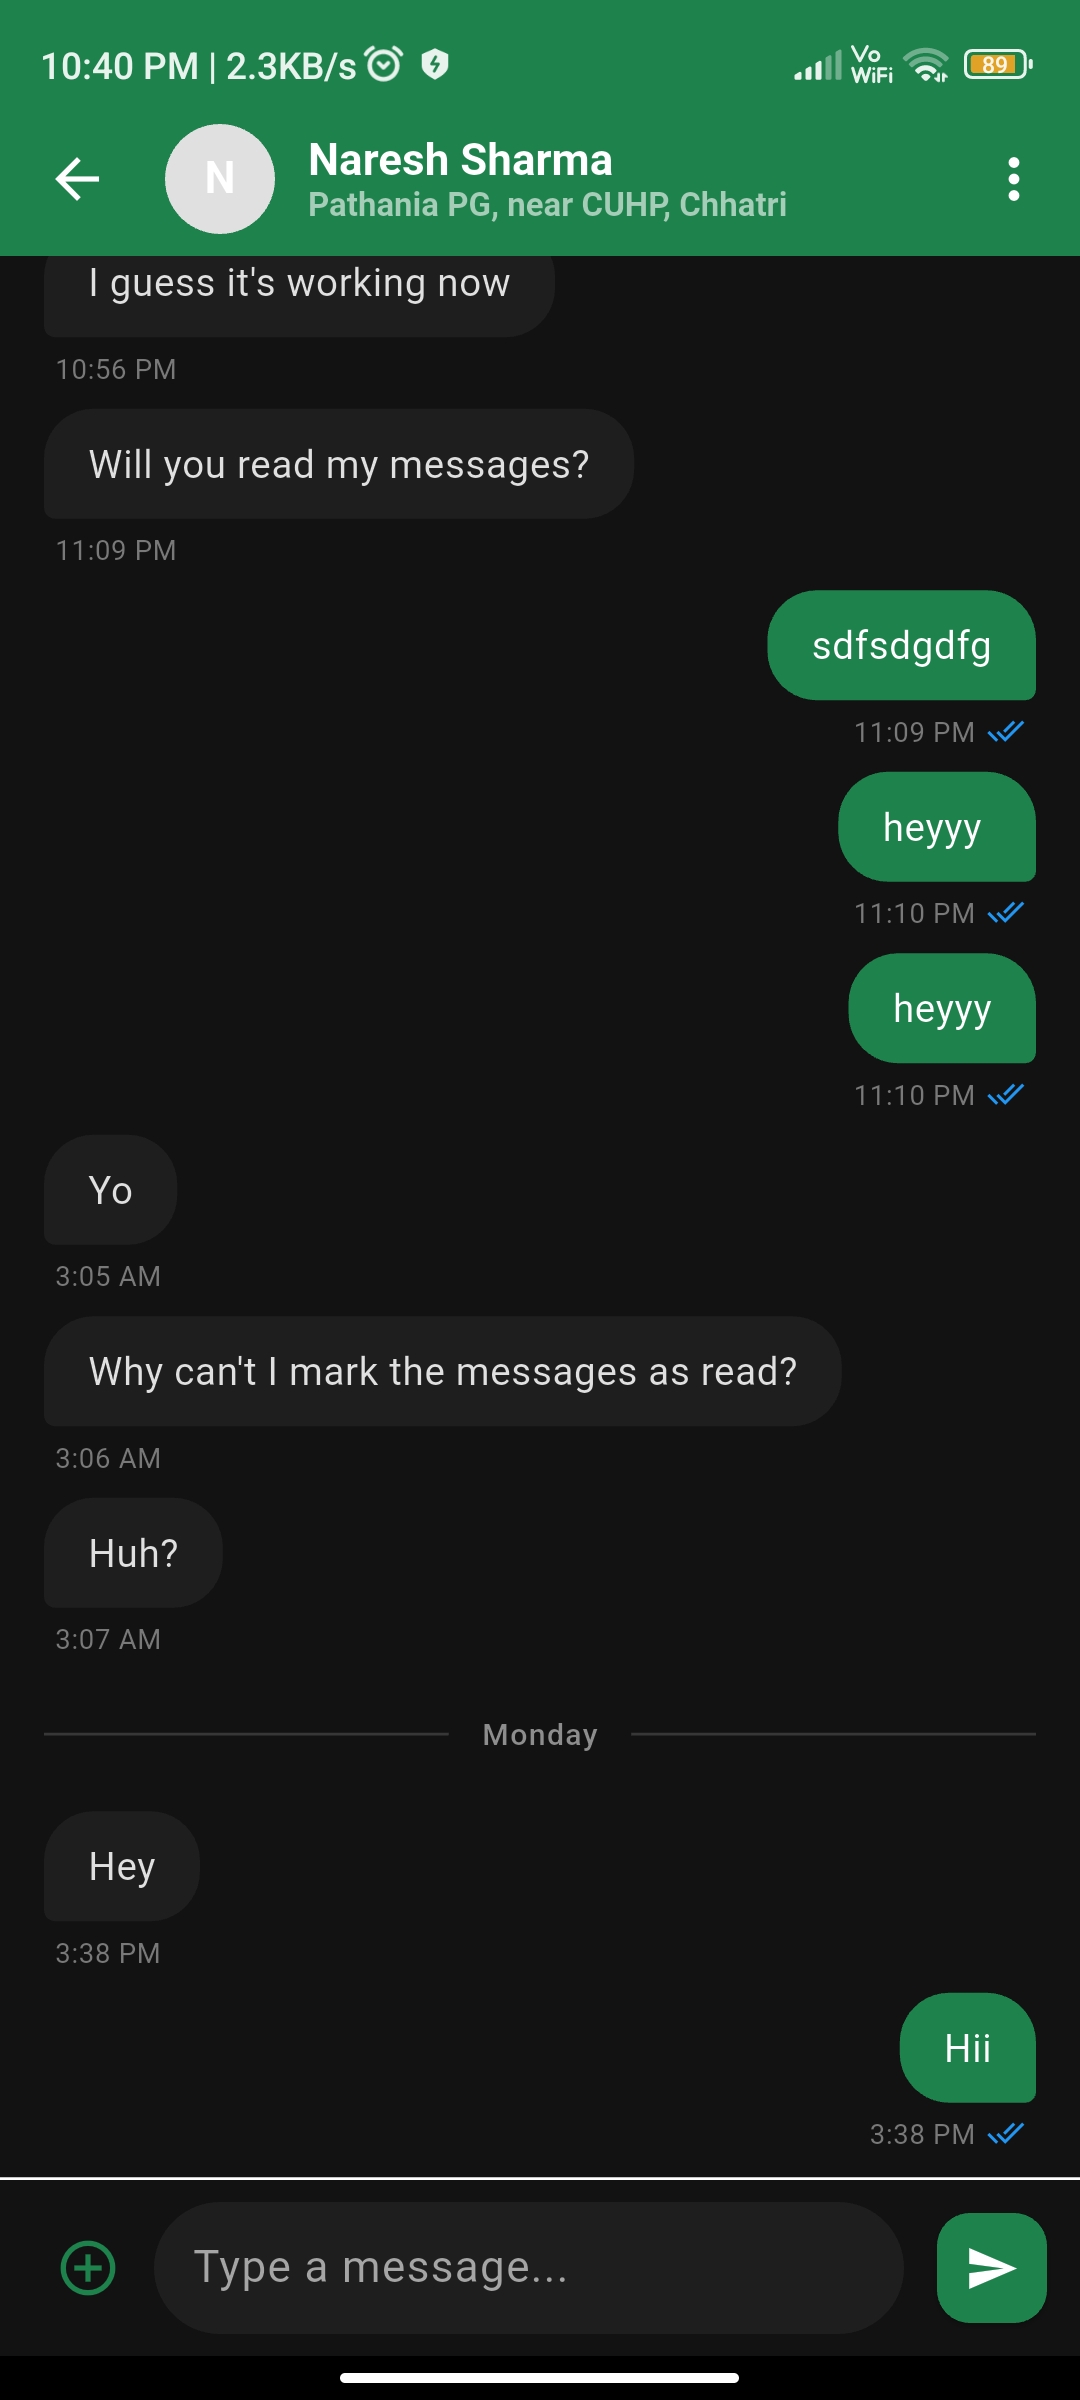 10:40 PM | 2.3KB/s
Vo
WiFi
89
N
Naresh Sharma
Pathania PG, near CUHP, Chhatri
I guess it's working now
10:56 PM
Will you read my messages?
11:09 PM
sdfsdgdfg
11:09 PM
heyyy
11:10 PM
heyyy
11:10 PM
Yo
3:05 AM
Why can't I mark the messages as read?
3:06 AM
Huh?
3:07 AM
Monday
Hey
3:38 PM
Hii
3:38 PM
Type a message...